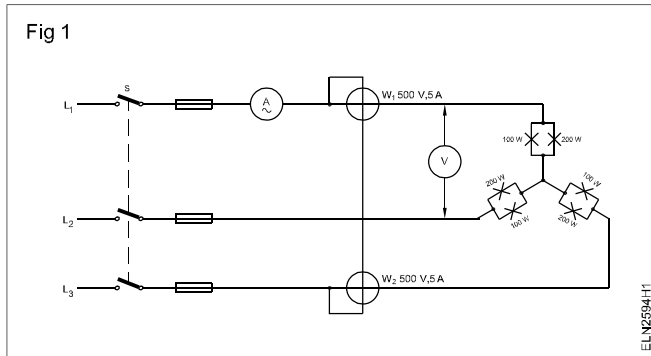 Fig 1
S
L1
A
~
W1 500 V,5 A
100 W
200 W
V
200 W
100 W
100 W
200 W
L2
L3
W2 500 V,5 A
ELN2594H1